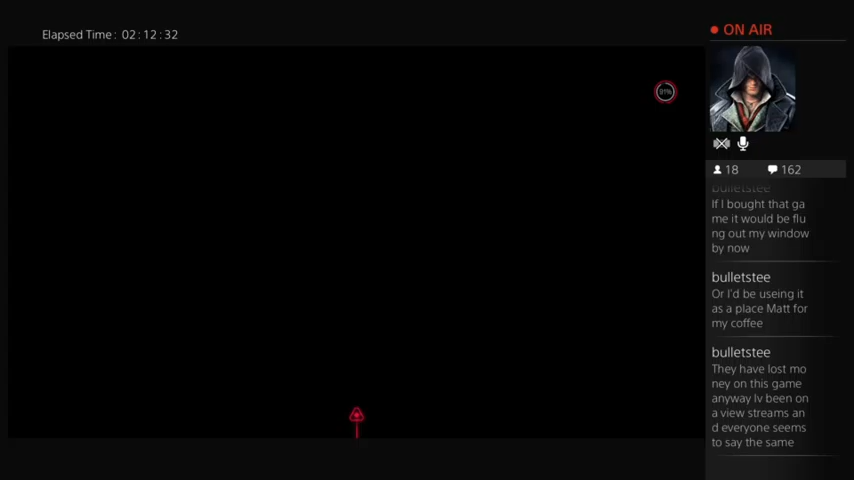 Elapsed Time: 02:12:32
ON AIR
91%
18 162
bulletstee
If I bought that ga
me it would be flu
ng out my window
by now
bulletstee
Or I'd be useing it
as a place Matt for
my coffee
bulletstee
They have lost mo
ney on this game
anyway Iv been on
a view streams an
d everyone seems
to say the same